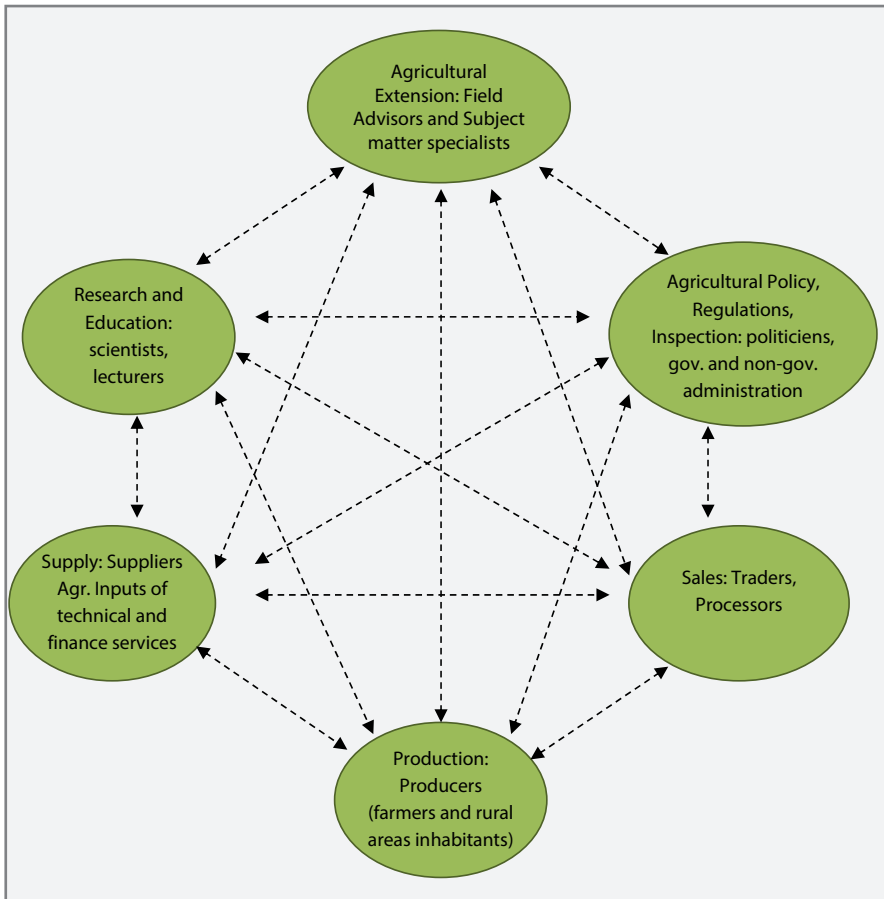 Agricultural
Extension: Field
Advisors and Subject
matter specialists
Research and
Education:
scientists,
lecturers
Agricultural Policy,
Regulations,
Inspection: politiciens,
gov. and non-gov.
administration
Supply: Suppliers
Agr. Inputs of
technical and
finance services
Sales: Traders,
Processors
Production:
Producers
(farmers and rural
areas inhabitants)